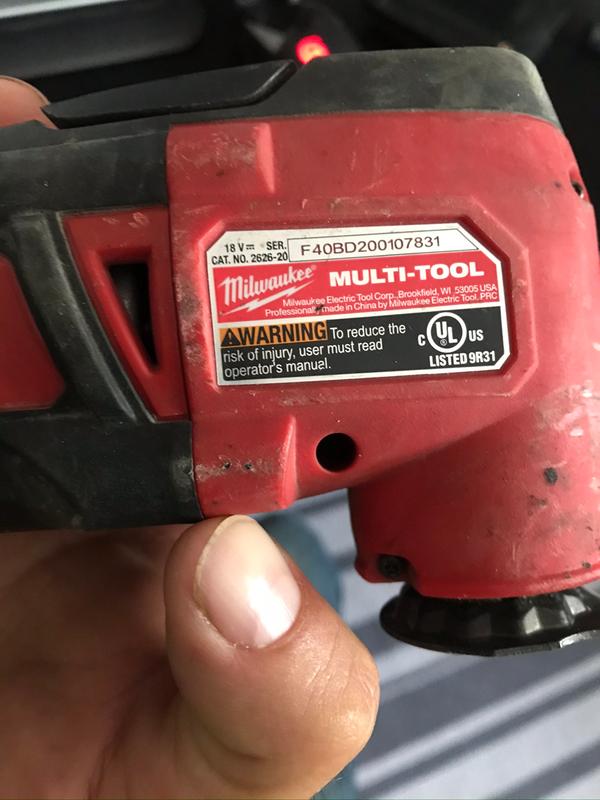 18 V⎓ SER. F40BD200107831
CAT. NO. 2626-20
Milwaukee® MULTI-TOOL
Milwaukee Electric Tool Corp., Brookfield, WI 53005 USA
Professionally made in China by Milwaukee Electric Tool, PRC
⚠WARNING To reduce the
risk of injury, user must read
operator's manual.
C UL US
LISTED 9R31